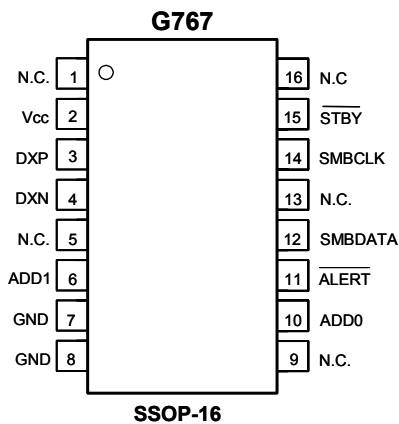 G767
N.C. 1 16 N.C
Vcc 2 15 STBY
DXP 3 14 SMBCLK
DXN 4 13 N.C.
N.C. 5 12 SMBDATA
ADD1 6 11 ALERT
GND 7 10 ADD0
GND 8 9 N.C.
SSOP-16